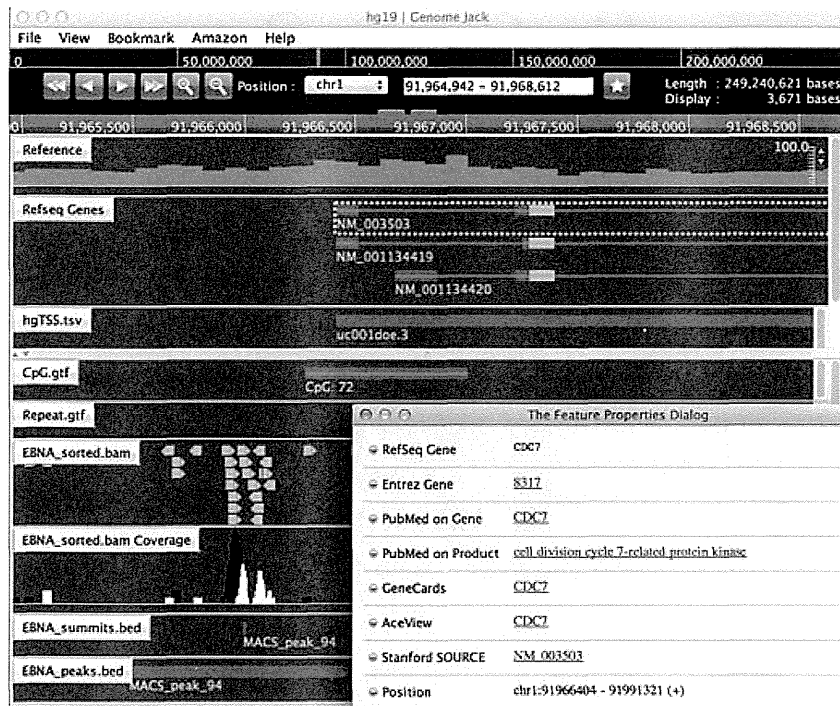 hg19 | Genome Jack
File View Bookmark Amazon Help
0 50,000,000 100,000,000 150,000,000 200,000,000
Position : chr1 91,964,942 - 91,968,612 Length : 249,240,621 bases
Display : 3,671 bases
0 91,965,500 91,966,000 91,966,500 91,967,000 91,967,500 91,968,000 91,968,500
Reference 100.0
Refseq Genes
NM_003503
NM_001134419
NM_001134420
hgTSS.tsv
uc001doe.3
CpG.gtf
CpG: 72
Repeat.gtf
The Feature Properties Dialog
EBNA_sorted.bam
RefSeq Gene CDC7
Entrez Gene 8317
PubMed on Gene CDC7
EBNA_sorted.bam Coverage
PubMed on Product cell division cycle 7-related protein kinase
GeneCards CDC7
AceView CDC7
EBNA_summits.bed
MACS_peak_94
Stanford SOURCE NM_003503
EBNA_peaks.bed
MACS_peak_94
Position chr1:91966404 - 91991321 (+)